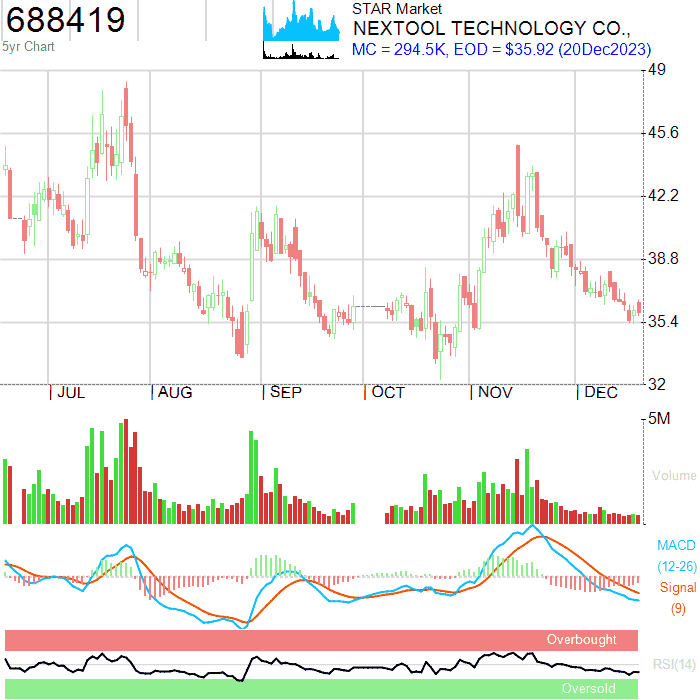 688419
5yr Chart
STAR Market
NEXTOOL TECHNOLOGY CO.,
MC = 294.5K, EOD = $35.92 (20Dec2023)
49
45.6
42.2
38.8
35.4
32
JUL AUG SEP OCT NOV DEC
5M
Volume
MACD
(12-26)
Signal
(9)
Overbought
RSI(14)
Oversold